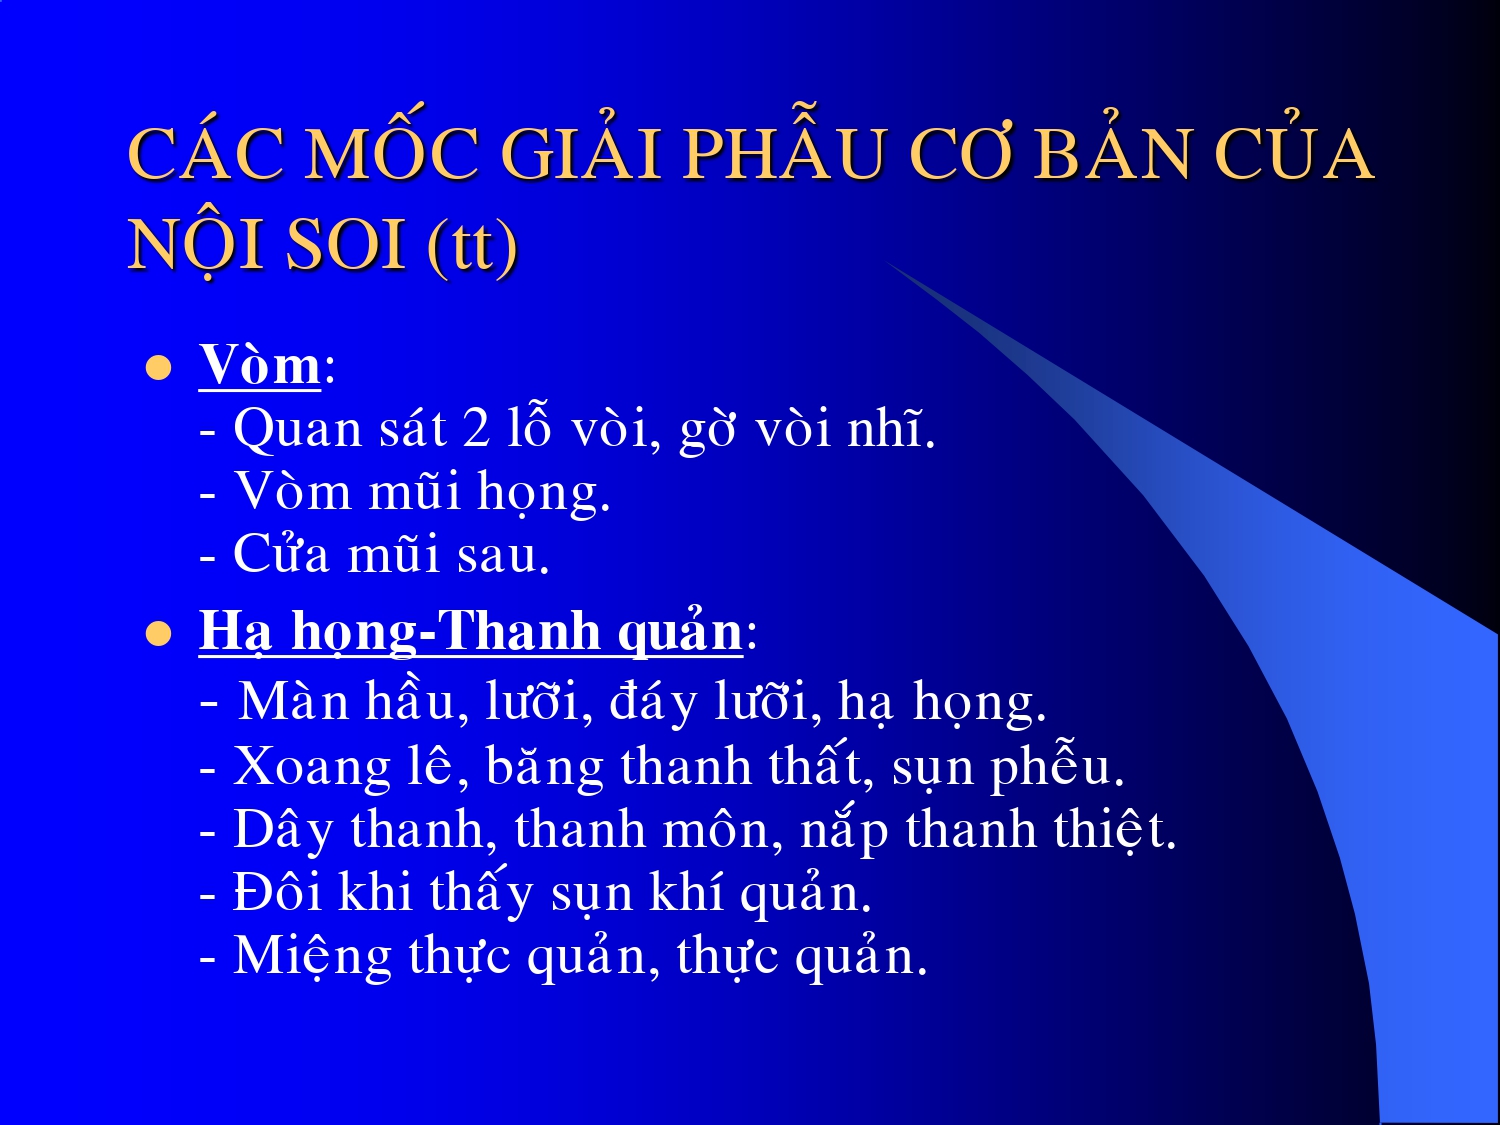 CÁC MỐC GIẢI PHẪU CƠ BẢN CỦA
NỘI SOI (tt)
Vòm:
- Quan sát 2 lỗ vòi, gờ vòi nhĩ.
- Vòm mũi họng.
- Cửa mũi sau.
Hạ họng-Thanh quản:
- Màn hầu, lưỡi, đáy lưỡi, hạ họng.
- Xoang lê, băng thanh thất, sụn phễu.
- Dây thanh, thanh môn, nắp thanh thiệt.
- Đôi khi thấy sụn khí quản.
- Miệng thực quản, thực quản.